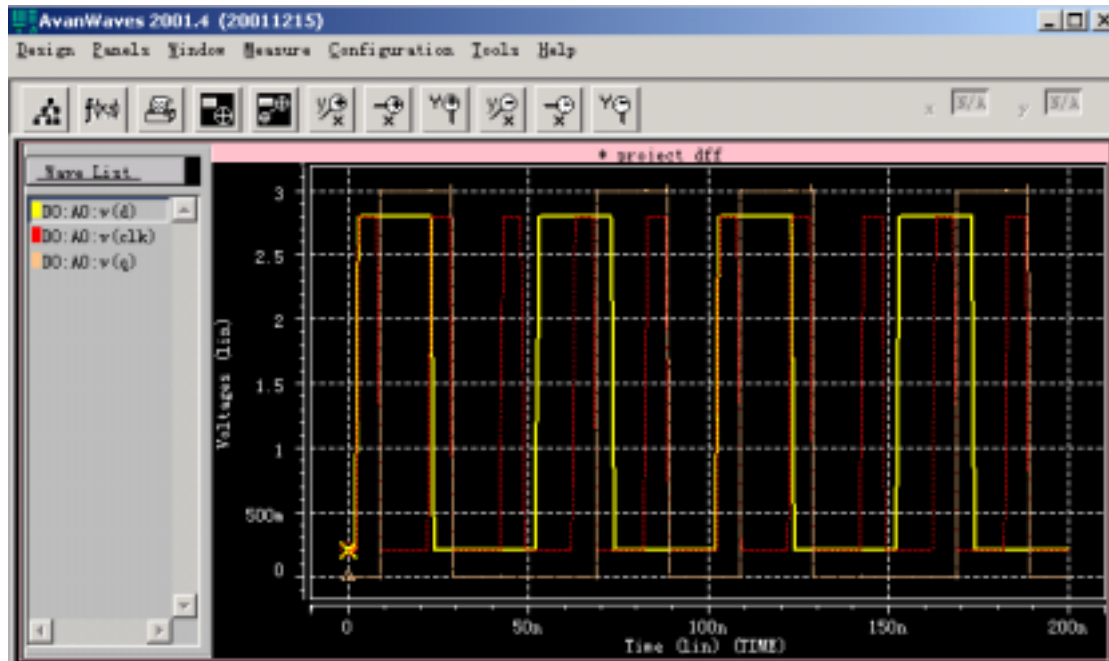 AvanWaves 2001.4 (20011215)
Design Panels Window Measure Configuration Tools Help
f(x)
x N/A y N/A
Wave List
* project dff
D0:A0:v(d)
D0:A0:v(clk)
D0:A0:v(q)
Voltages (lin)
3
2.5
2
1.5
1
500m
0
0 50n 100n 150n 200n
Time (lin) (TIME)